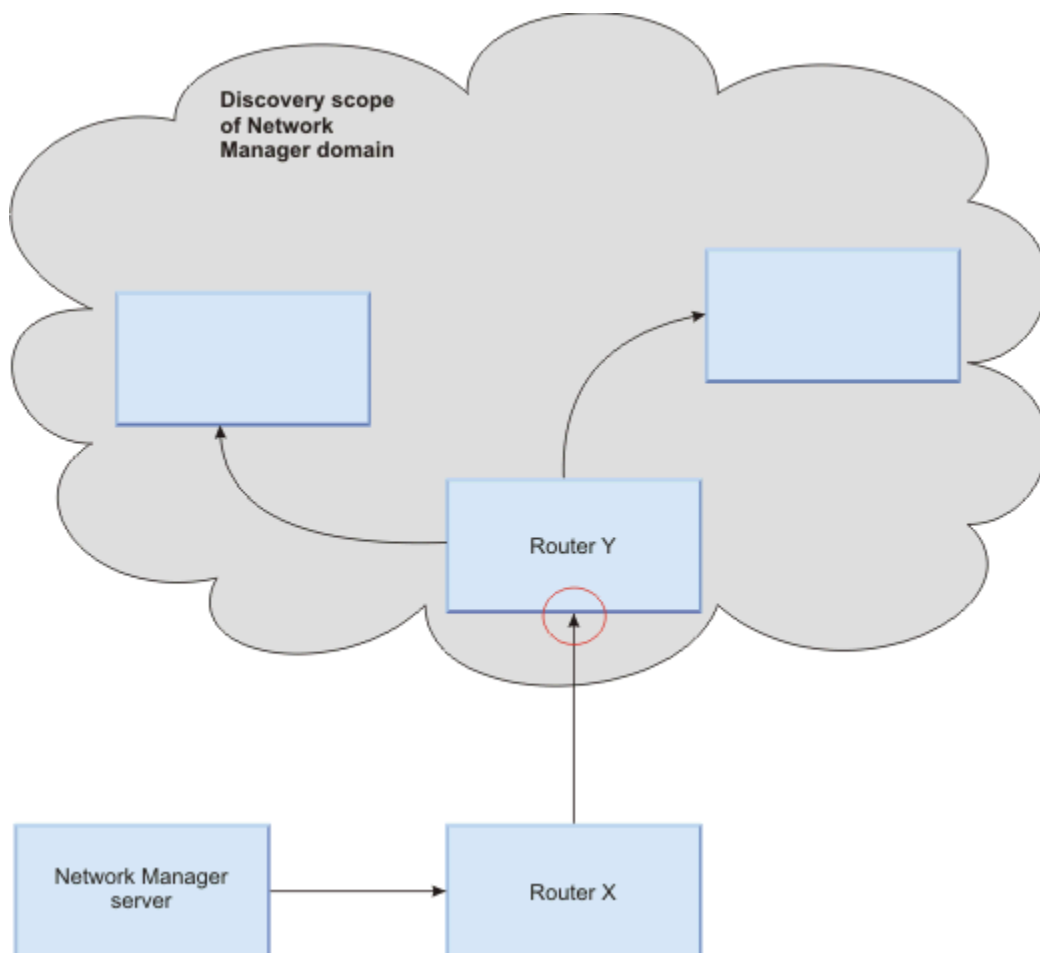 Discovery scope
of Network
Manager domain
Router Y
Network Manager
server
Router X